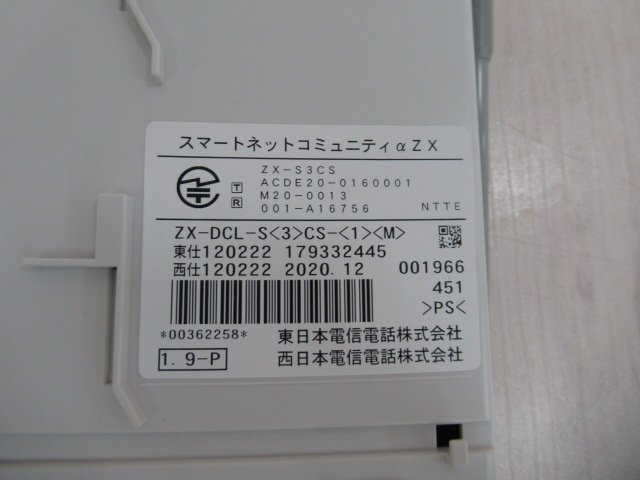 スマートネットコミュニティαZX
ZX-S3CS
T ACDE20-0160001
R M20-0013
001-A16756 NTTE
ZX-DCL-S<3>CS-<1><M>
東仕120222 179332445
西仕120222 2020.12 001966
451
>PS<
*00362258* 東日本電信電話株式会社
1.9-P 西日本電信電話株式会社